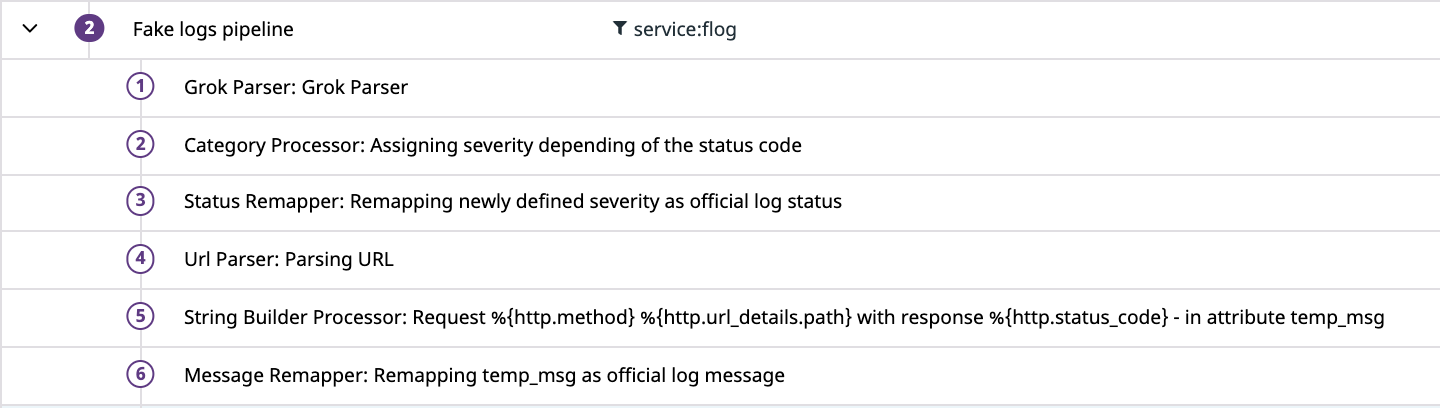 2 Fake logs pipeline service:flog
1 Grok Parser: Grok Parser
2 Category Processor: Assigning severity depending of the status code
3 Status Remapper: Remapping newly defined severity as official log status
4 Url Parser: Parsing URL
5 String Builder Processor: Request %{http.method} %{http.url_details.path} with response %{http.status_code} - in attribute temp_msg
6 Message Remapper: Remapping temp_msg as official log message